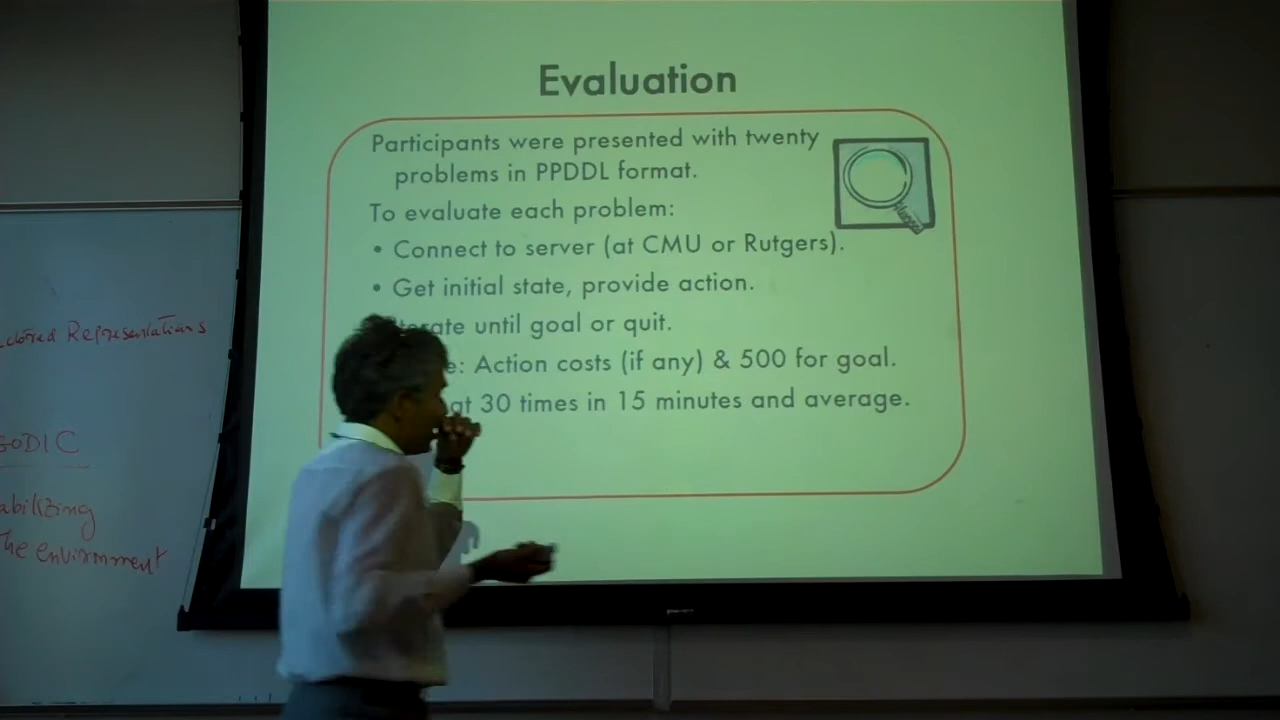 Evaluation
Participants were presented with twenty
problems in PPDDL format.
To evaluate each problem:
• Connect to server (at CMU or Rutgers).
• Get initial state, provide action.
until goal or quit.
Action costs (if any) & 500 for goal.
30 times in 15 minutes and average.
Representations
The environment